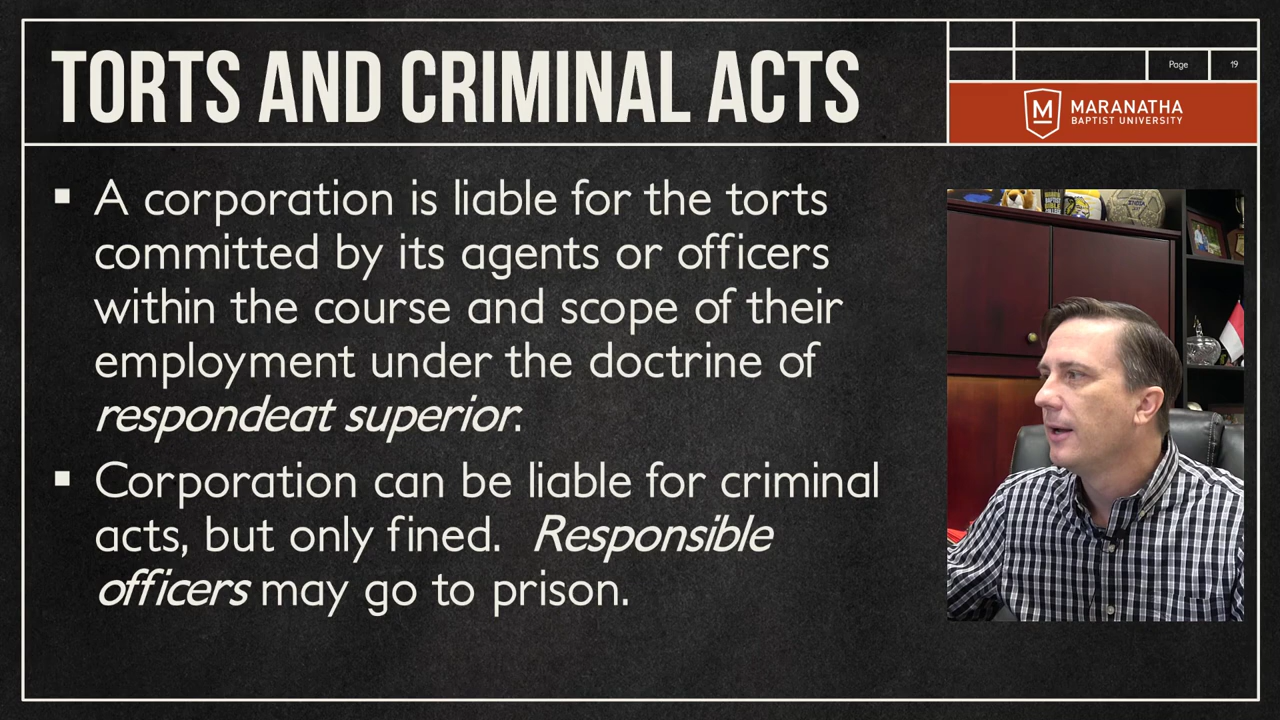 TORTS AND CRIMINAL ACTS
Page 19
MARANATHA
BAPTIST UNIVERSITY
▪ A corporation is liable for the torts
committed by its agents or officers
within the course and scope of their
employment under the doctrine of
respondeat superior.
▪ Corporation can be liable for criminal
acts, but only fined. Responsible
officers may go to prison.